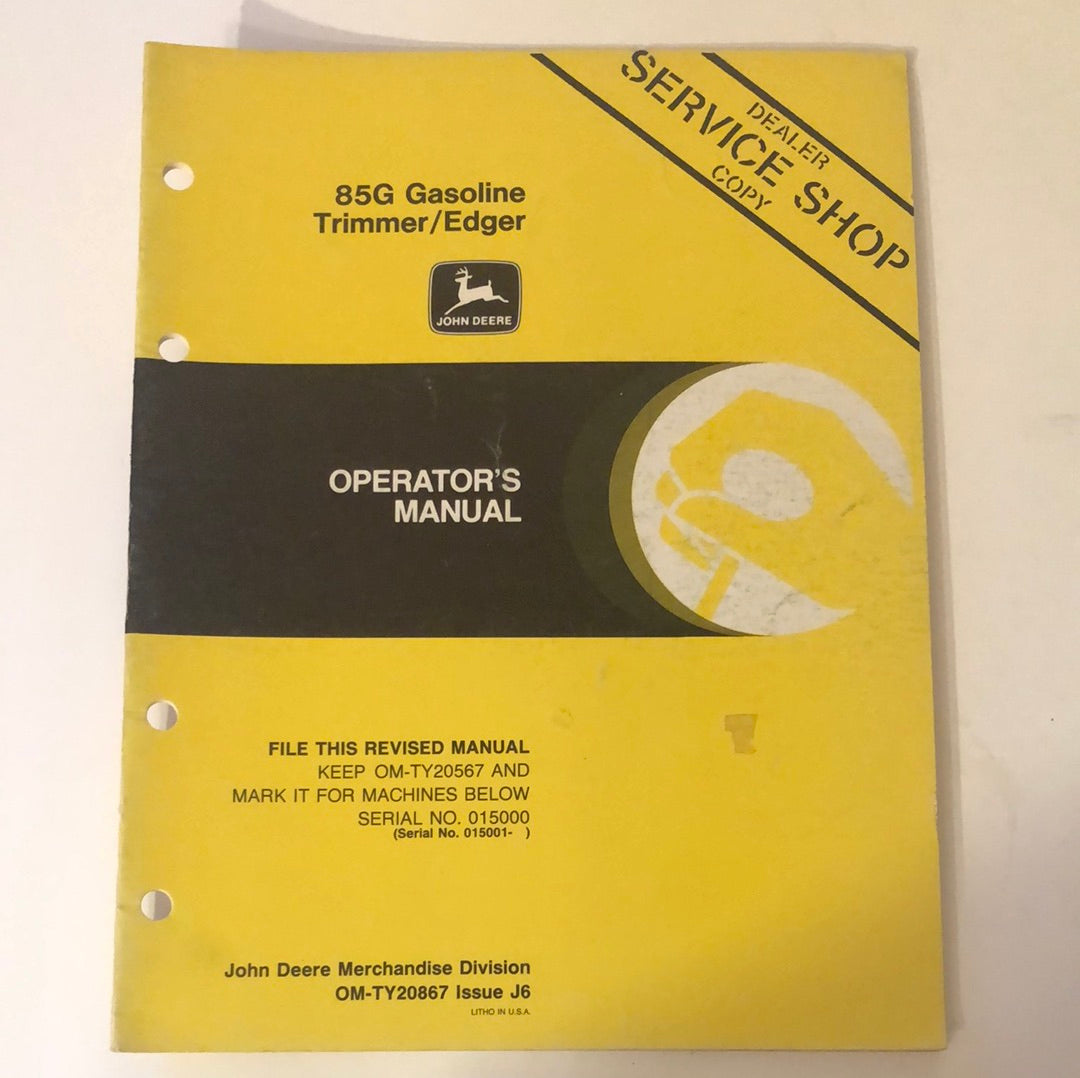 DEALER
SERVICE SHOP
COPY
85G Gasoline
Trimmer/Edger
JOHN DEERE
OPERATOR'S
MANUAL
FILE THIS REVISED MANUAL
KEEP OM-TY20567 AND
MARK IT FOR MACHINES BELOW
SERIAL NO. 015000
(Serial No. 015001- )
John Deere Merchandise Division
OM-TY20867 Issue J6
LITHO IN U.S.A.